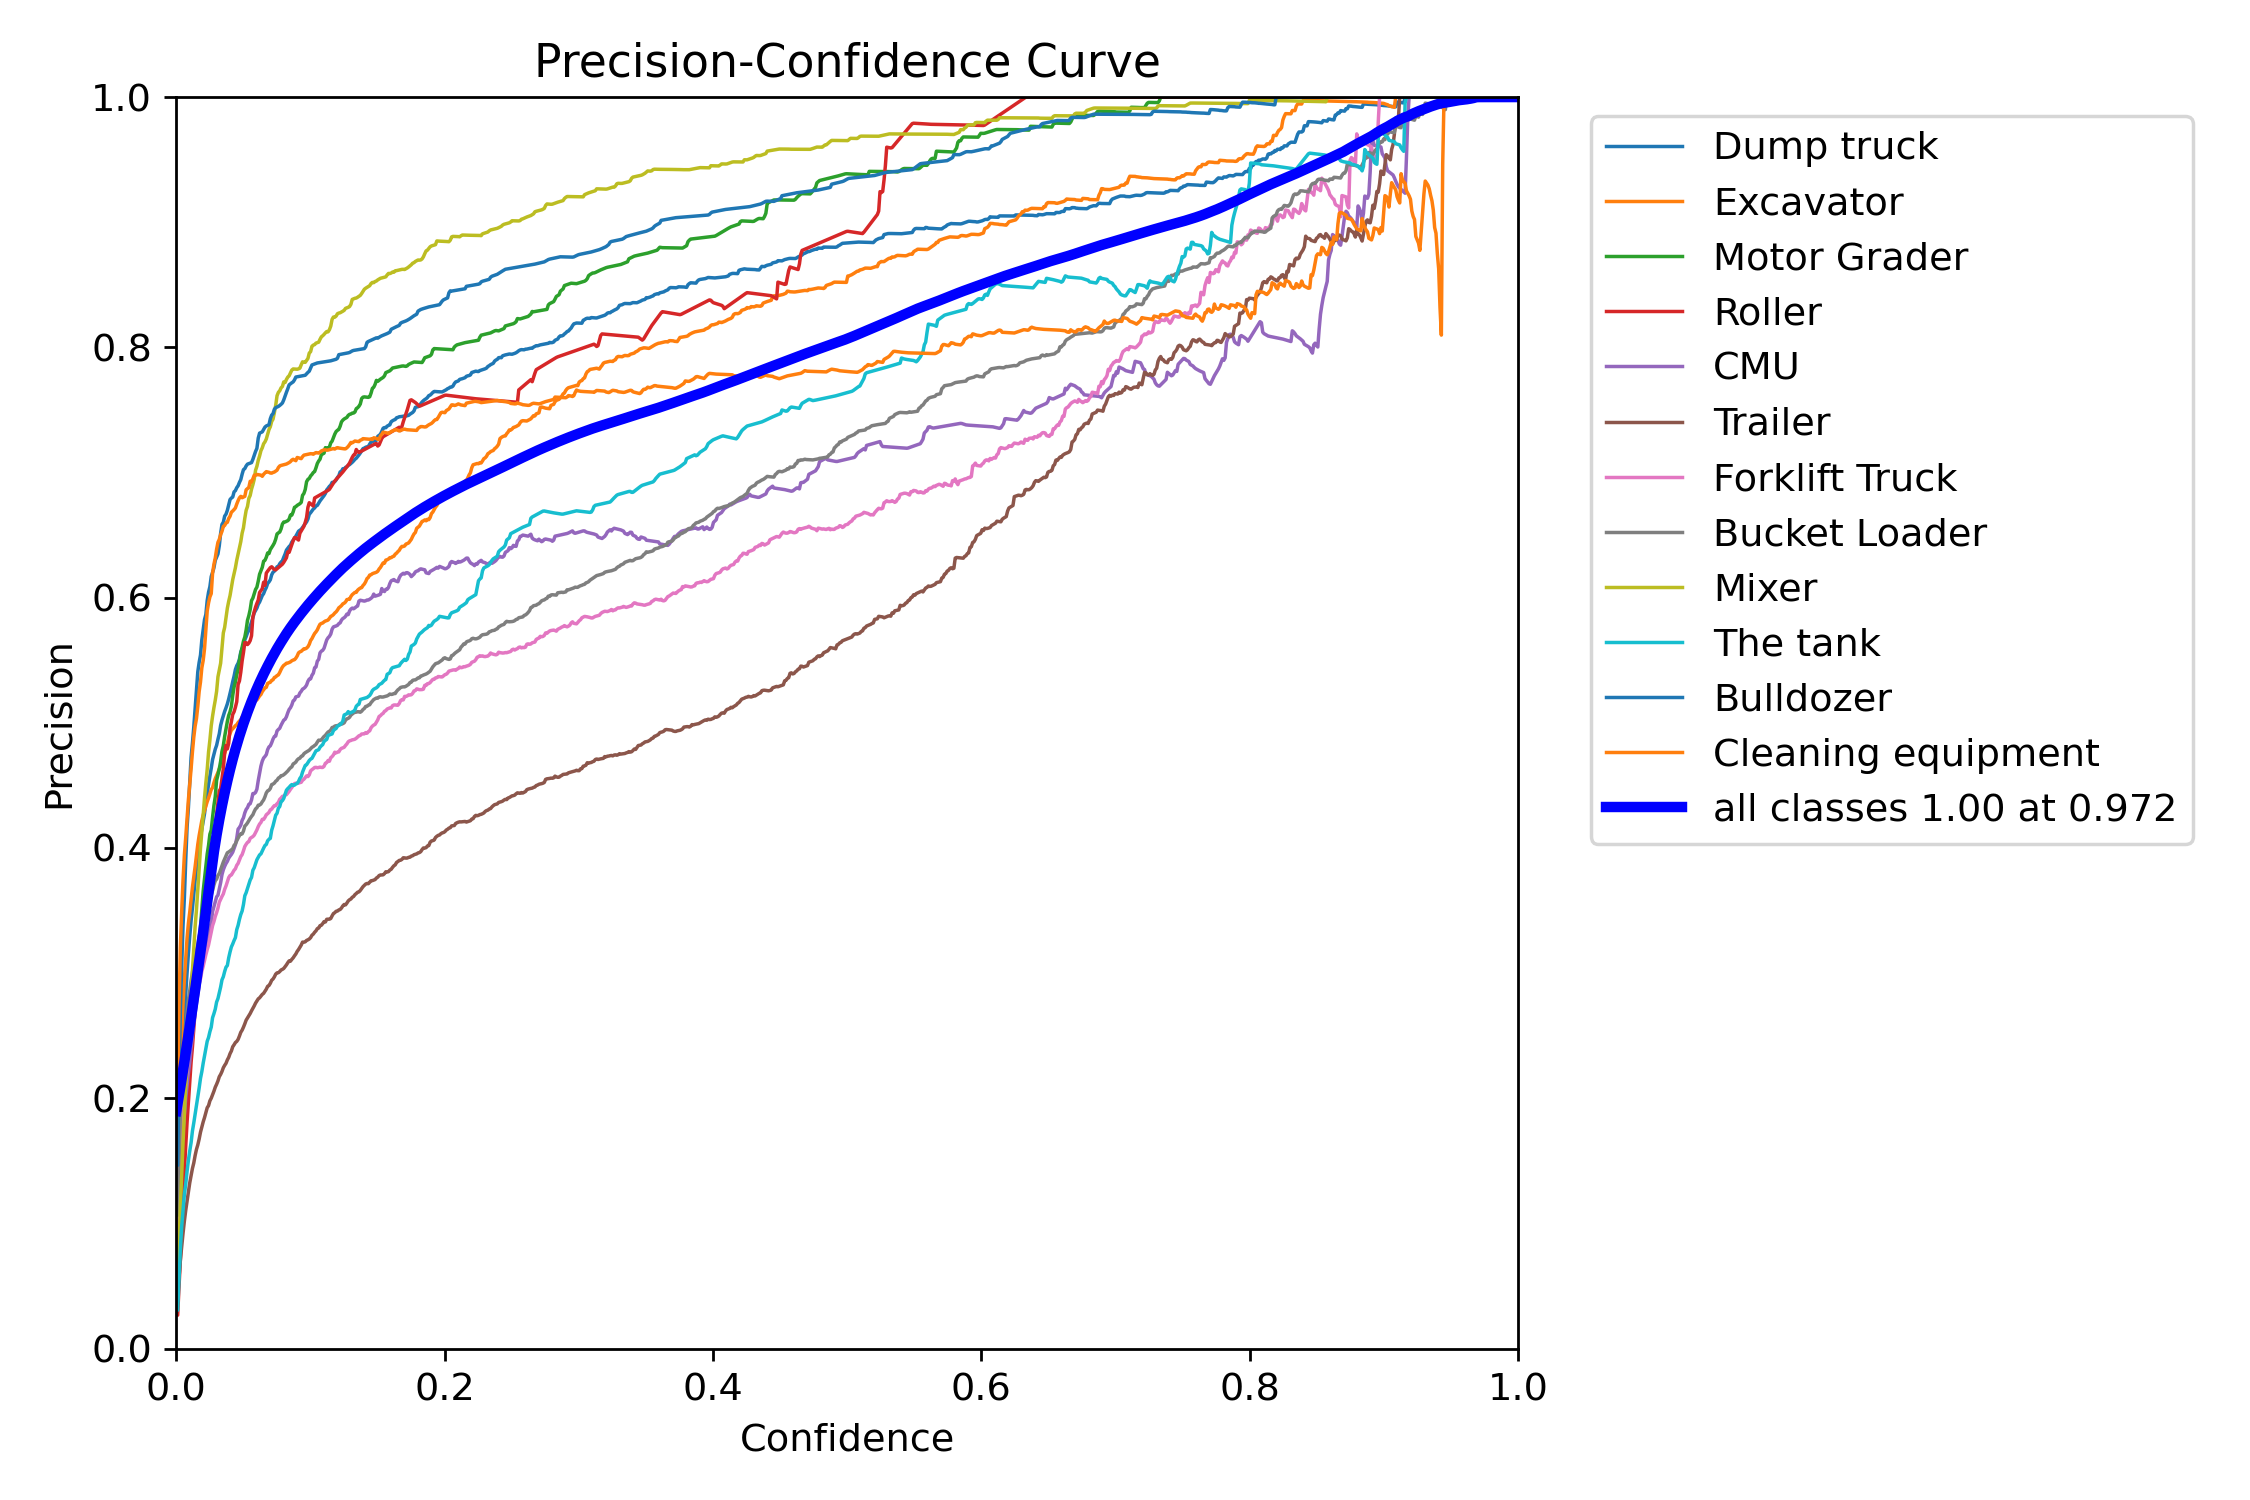 Precision-Confidence Curve
1.0
0.8
0.6
0.4
0.2
0.0
Precision
0.0 0.2 0.4 0.6 0.8 1.0
Confidence
Dump truck
Excavator
Motor Grader
Roller
CMU
Trailer
Forklift Truck
Bucket Loader
Mixer
The tank
Bulldozer
Cleaning equipment
all classes 1.00 at 0.972